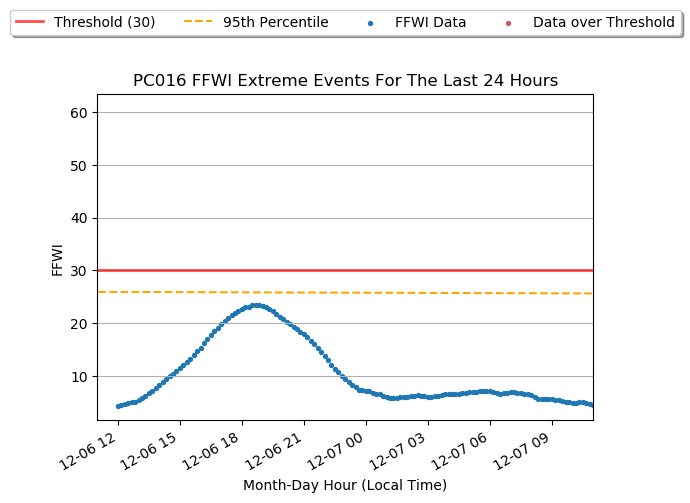 Threshold (30) 95th Percentile FFWI Data Data over Threshold
PC016 FFWI Extreme Events For The Last 24 Hours
60
50
40
30
20
10
FFWI
12-06 12 12-06 15 12-06 18 12-06 21 12-07 00 12-07 03 12-07 06 12-07 09
Month-Day Hour (Local Time)